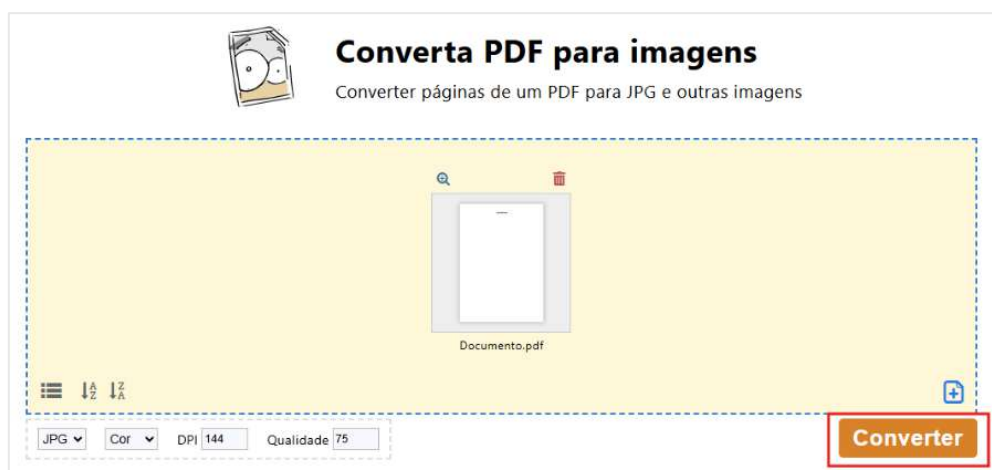 Converta PDF para imagens
Converter páginas de um PDF para JPG e outras imagens
Documento.pdf
JPG Cor DPI 144 Qualidade 75
Converter